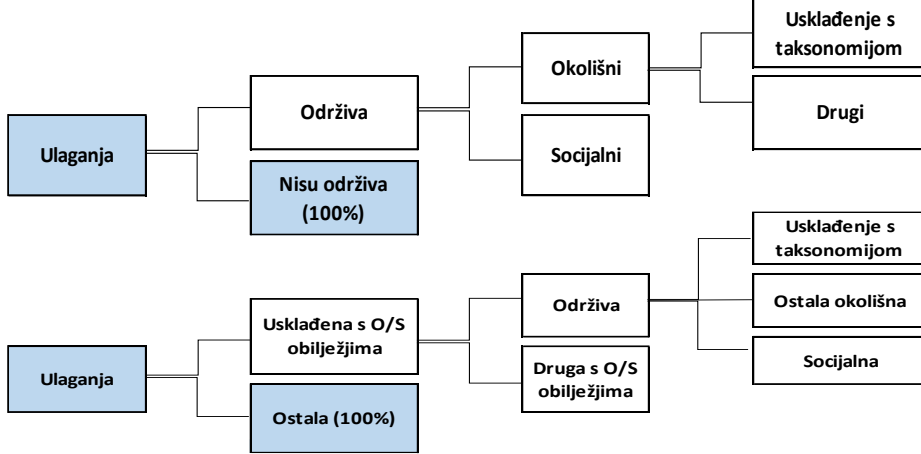 Ulaganja
Održiva
Nisu održiva
(100%)
Okolišni
Socijalni
Usklađenje s
taksonomijom
Drugi
Ulaganja
Usklađena s O/S
obilježjima
Ostala (100%)
Održiva
Druga s O/S
obilježjima
Usklađenje s
taksonomijom
Ostala okolišna
Socijalna